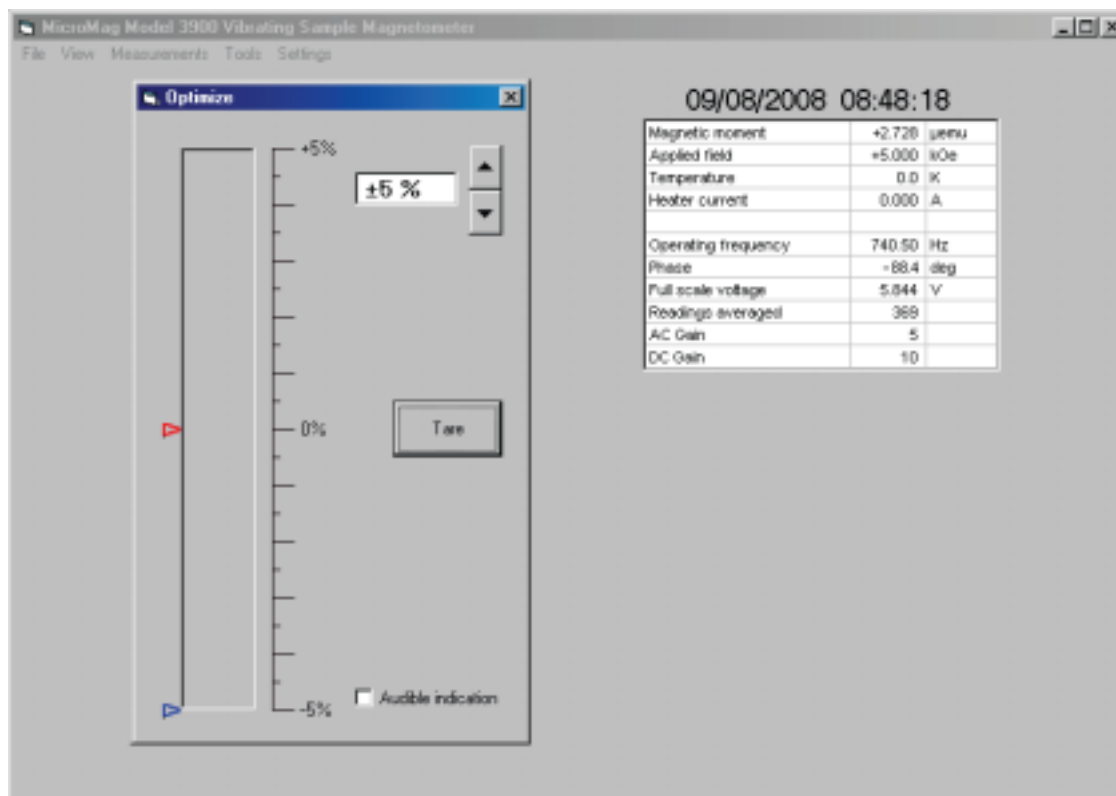 MicroMag Model 3900 Vibrating Sample Magnetometer
File View Measurements Tools Settings
Optimize
+5%
±5 %
0%
Tare
-5%
Audible indication
09/08/2008 08:48:18
Magnetic moment +2.728 µemu
Applied field +5.000 kOe
Temperature 0.0 K
Heater current 0.000 A
Operating frequency 740.50 Hz
Phase -88.4 deg
Full scale voltage 5.844 V
Readings averaged 369
AC Gain 5
DC Gain 10